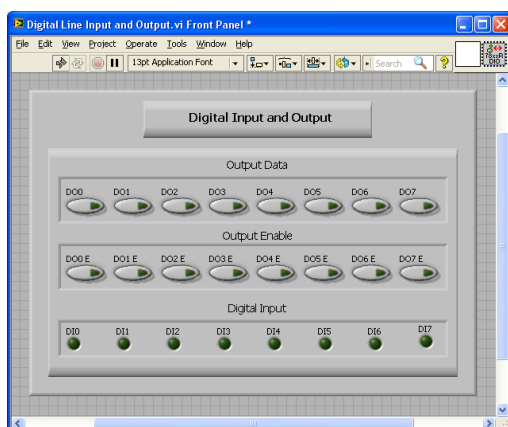 Digital Line Input and Output.vi Front Panel *
File Edit View Project Operate Tools Window Help
13pt Application Font Search
Digital Input and Output
Output Data
DO0 DO1 DO2 DO3 DO4 DO5 DO6 DO7
Output Enable
DO0 E DO1 E DO2 E DO3 E DO4 E DO5 E DO6 E DO7 E
Digital Input
DI0 DI1 DI2 DI3 DI4 DI5 DI6 DI7